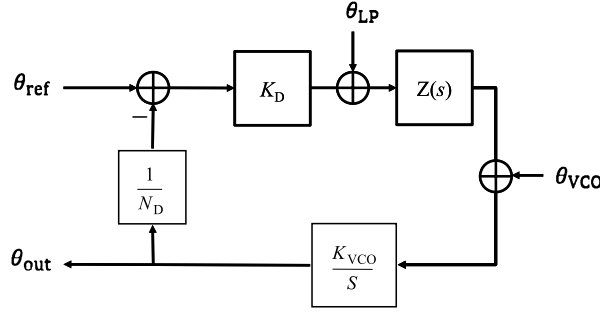 θLP
θref
KD
Z(s)
−
1
ND
θVCO
θout
KVCO
S